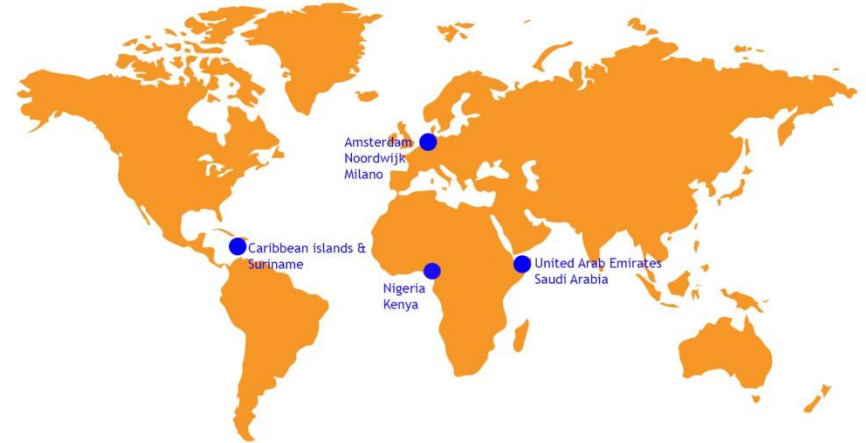 Amsterdam
Noordwijk
Milano
Caribbean islands &
Suriname
United Arab Emirates
Saudi Arabia
Nigeria
Kenya